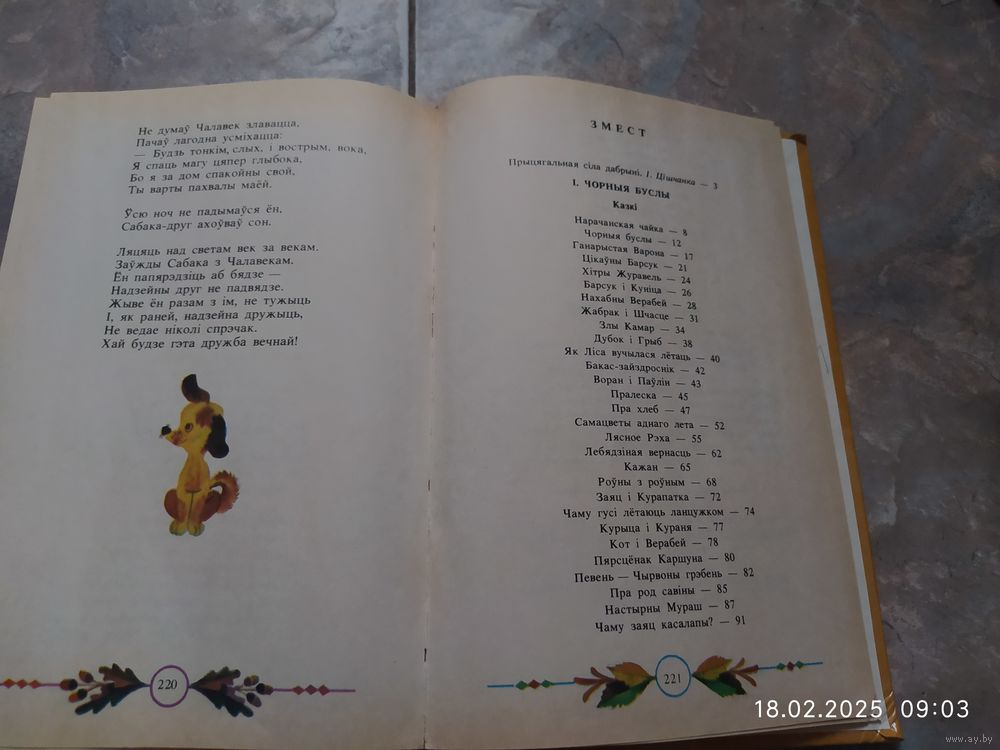 Не думаў Чалавек злавацца,
Пачаў лагодна усміхацца:
— Будзь тонкім, слых, і вострым, вока,
Я спаць магу цяпер глыбока,
Бо я за дом спакойны свой,
Ты варты пахвалы маёй.
Ўсю ноч не падымаўся ён,
Сабака-друг ахоўваў сон.
Ляцяць над светам век за векам.
Заўжды Сабака з Чалавекам.
Ён папярэдзіць аб бядзе —
Надзейны друг не падвядзе.
Жыве ён разам з ім, не тужыць
І, як раней, надзейна дружыць,
Не ведае ніколі спрэчак.
Хай будзе гэта дружба вечнай!
220
ЗМЕСТ
Прыцягальная сіла дабрыні. І. Цішчанка — 3
І. ЧОРНЫЯ БУСЛЫ
Казкі
Нарачанская чайка — 8
Чорныя буслы — 12
Ганарыстая Варона — 17
Цікаўны Барсук — 21
Хітры Журавель — 24
Барсук і Куніца — 26
Нахабны Верабей — 28
Жабрак і Шчасце — 31
Злы Камар — 34
Дубок і Грыб — 38
Як Ліса вучылася лётаць — 40
Бакас-зайздроснік — 42
Воран і Паўлін — 43
Пралеска — 45
Пра хлеб — 47
Самацветы аднаго лета — 52
Лясное Рэха — 55
Лебядзіная вернасць — 62
Кажан — 65
Роўны з роўным — 68
Заяц і Курапатка — 72
Чаму гусі лётаюць ланцужком — 74
Курыца і Кураня — 77
Кот і Верабей — 78
Пярсцёнак Каршуна — 80
Певень — Чырвоны грэбень — 82
Пра род савіны — 85
Настырны Мураш — 87
Чаму заяц касалапы? — 91
221
18.02.2025 09:03
www.ay.by